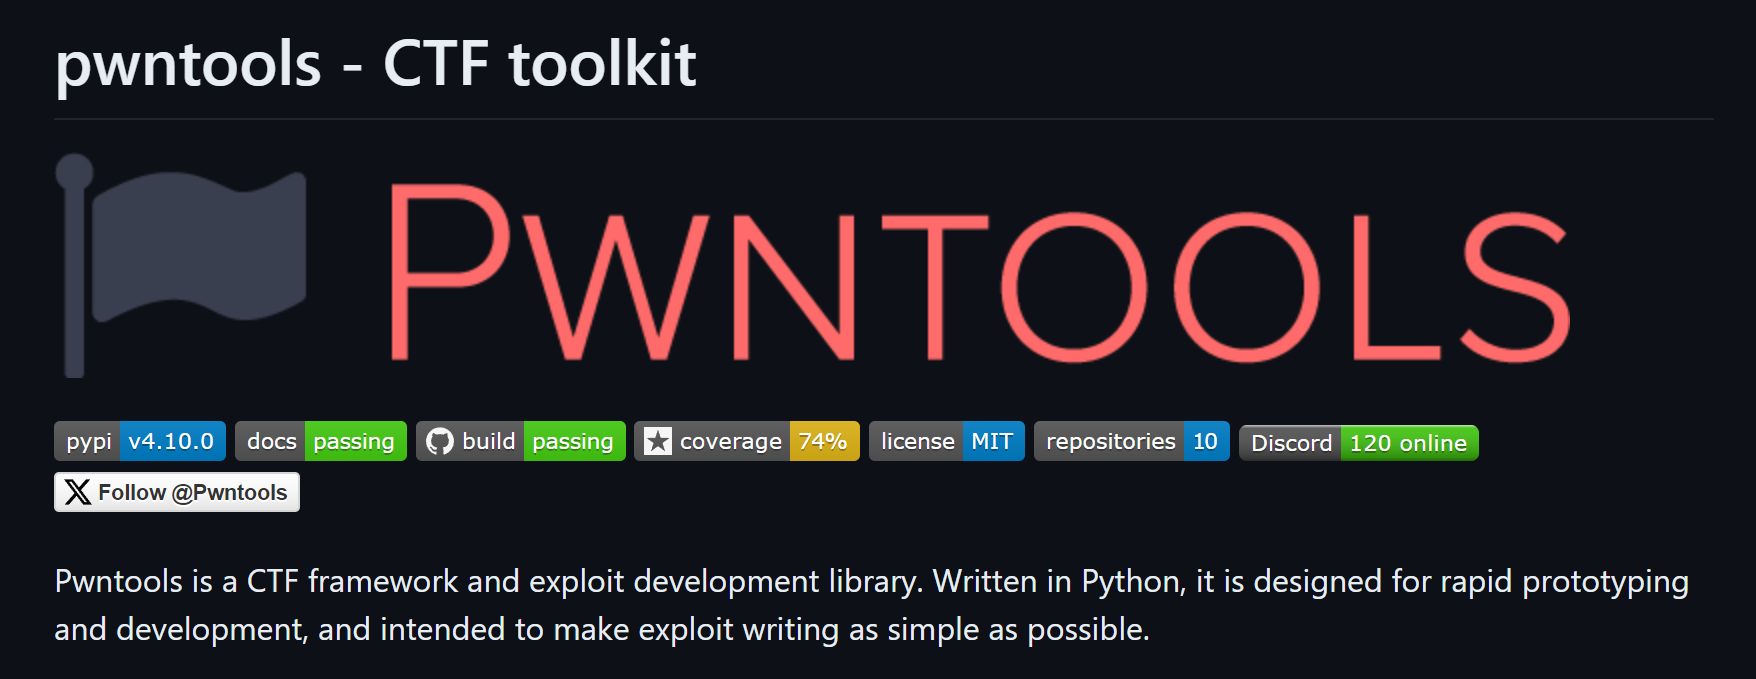 pwntools - CTF toolkit
PWNTOOLS
pypi v4.10.0 docs passing build passing coverage 74% license MIT repositories 10 Discord 120 online
X Follow @Pwntools
Pwntools is a CTF framework and exploit development library. Written in Python, it is designed for rapid prototyping
and development, and intended to make exploit writing as simple as possible.